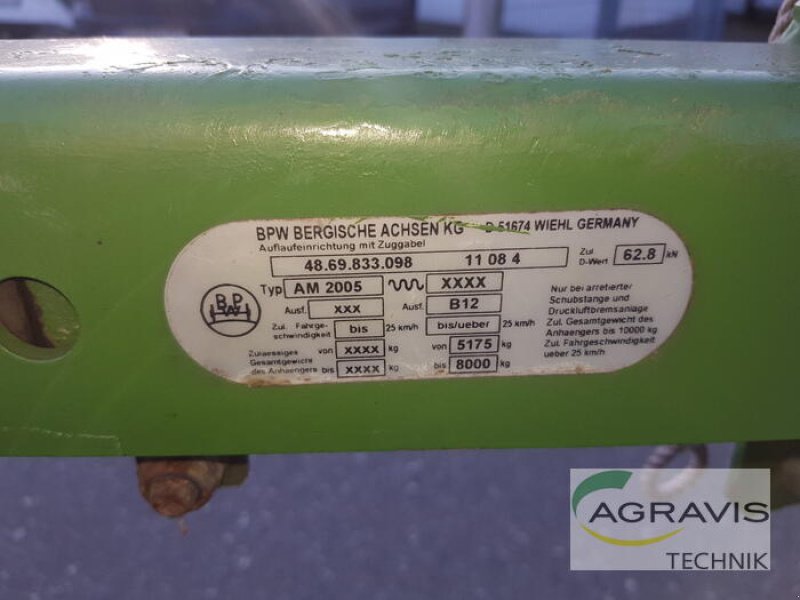 BPW BERGISCHE ACHSEN KG D 51674 WIEHL GERMANY
Auflaufeinrichtung mit Zuggabel
48.69.833.098 11 08 4
Zul D-Wert 62.8 kN
Typ AM 2005 XXXX
Ausf. XXX Ausf. B12
Zul. Fahrge-
schwindigkeit bis 25 km/h bis/ueber 25 km/h
Zulaessiges von XXXX kg von 5175 kg
Gesamtgewicht
des Anhaengers bis XXXX kg bis 8000 kg
Nur bei arretierter
Schubstange und
Druckluftbremsanlage
Zul. Gesamtgewicht des
Anhaengers bis 10000 kg
Zul. Fahrgeschwindigkeit
ueber 25 km/h
BPW
AGRAVIS
TECHNIK